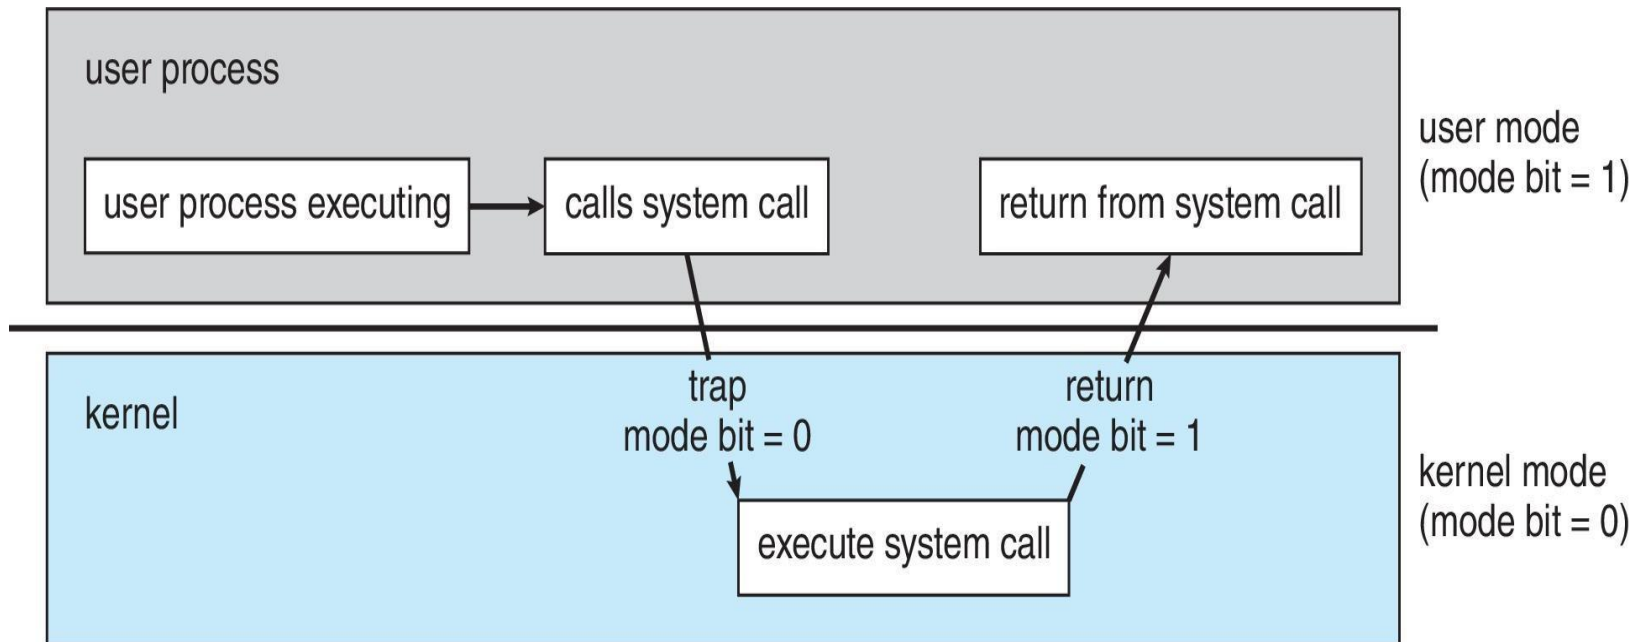 user process
user process executing
calls system call
return from system call
user mode
(mode bit = 1)
kernel
trap
mode bit = 0
return
mode bit = 1
execute system call
kernel mode
(mode bit = 0)